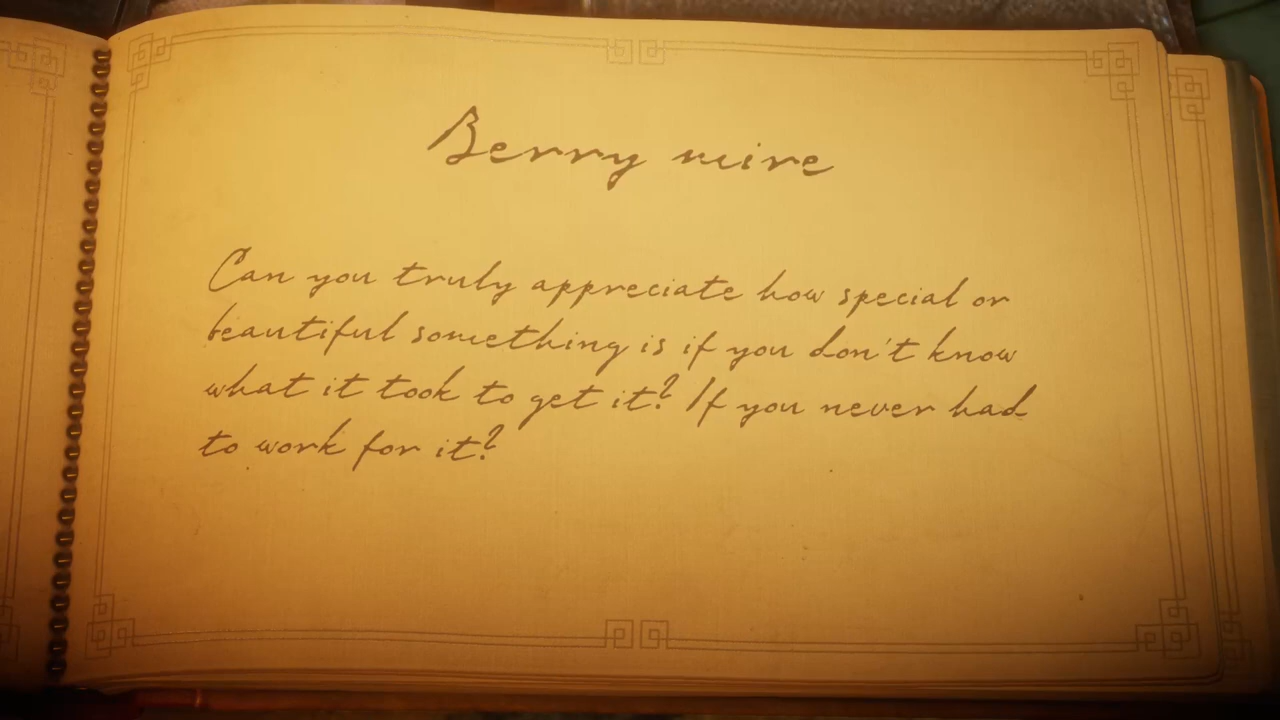 Berry mire
Can you truly appreciate how special or
beautiful something is if you don't know
what it took to get it? If you never had
to work for it?